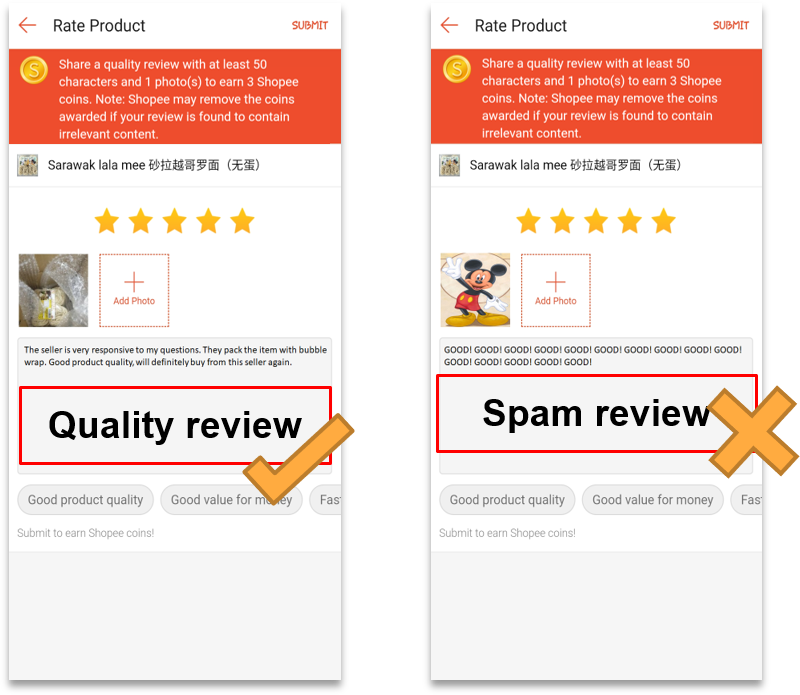 Rate Product
SUBMIT
Share a quality review with at least 50
characters and 1 photo(s) to earn 3 Shopee
coins. Note: Shopee may remove the coins
awarded if your review is found to contain
irrelevant content.
Sarawak lala mee 砂拉越哥罗面（无蛋）
Add Photo
The seller is very responsive to my questions. They pack the item with bubble
wrap. Good product quality, will definitely buy from this seller again.
Quality review
Good product quality
Good value for money
Fast
Submit to earn Shopee coins!
Rate Product
SUBMIT
Share a quality review with at least 50
characters and 1 photo(s) to earn 3 Shopee
coins. Note: Shopee may remove the coins
awarded if your review is found to contain
irrelevant content.
Sarawak lala mee 砂拉越哥罗面（无蛋）
Add Photo
GOOD! GOOD! GOOD! GOOD! GOOD! GOOD! GOOD! GOOD! GOOD! GOOD!
GOOD! GOOD! GOOD! GOOD! GOOD!
Spam review
Good product quality
Good value for money
Fast
Submit to earn Shopee coins!